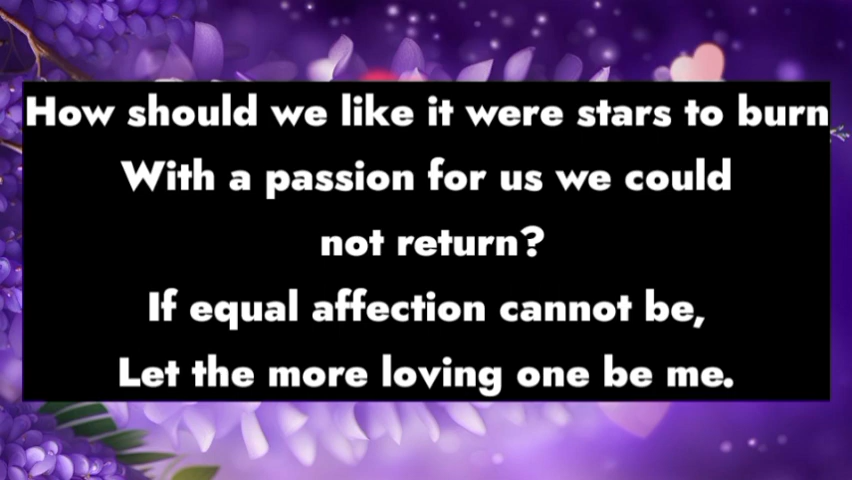 How should we like it were stars to burn
With a passion for us we could
not return?
If equal affection cannot be,
Let the more loving one be me.